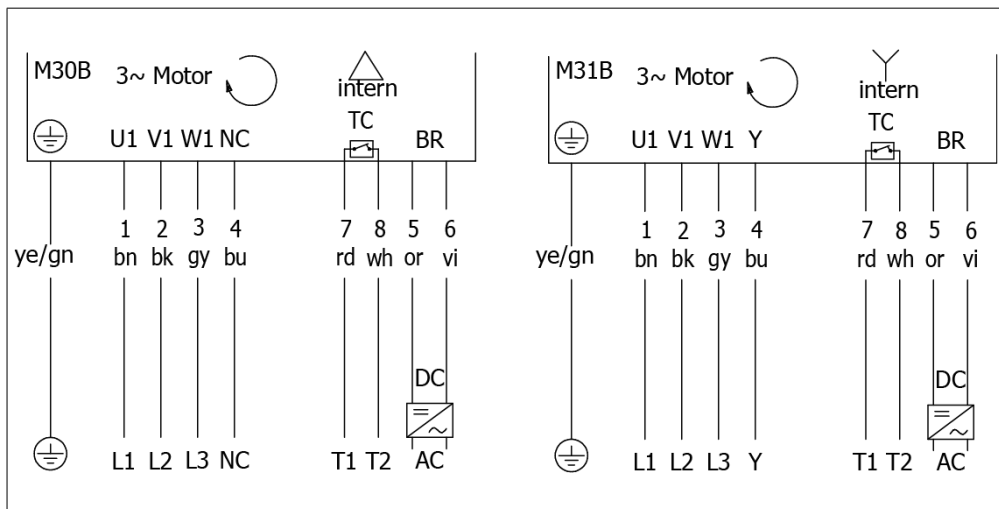 M30B 3~ Motor
intern
TC
U1 V1 W1 NC BR
1 2 3 4 7 8 5 6
ye/gn bn bk gy bu rd wh or vi
DC
L1 L2 L3 NC T1 T2 AC
M31B 3~ Motor
intern
TC
U1 V1 W1 Y BR
1 2 3 4 7 8 5 6
ye/gn bn bk gy bu rd wh or vi
DC
L1 L2 L3 Y T1 T2 AC